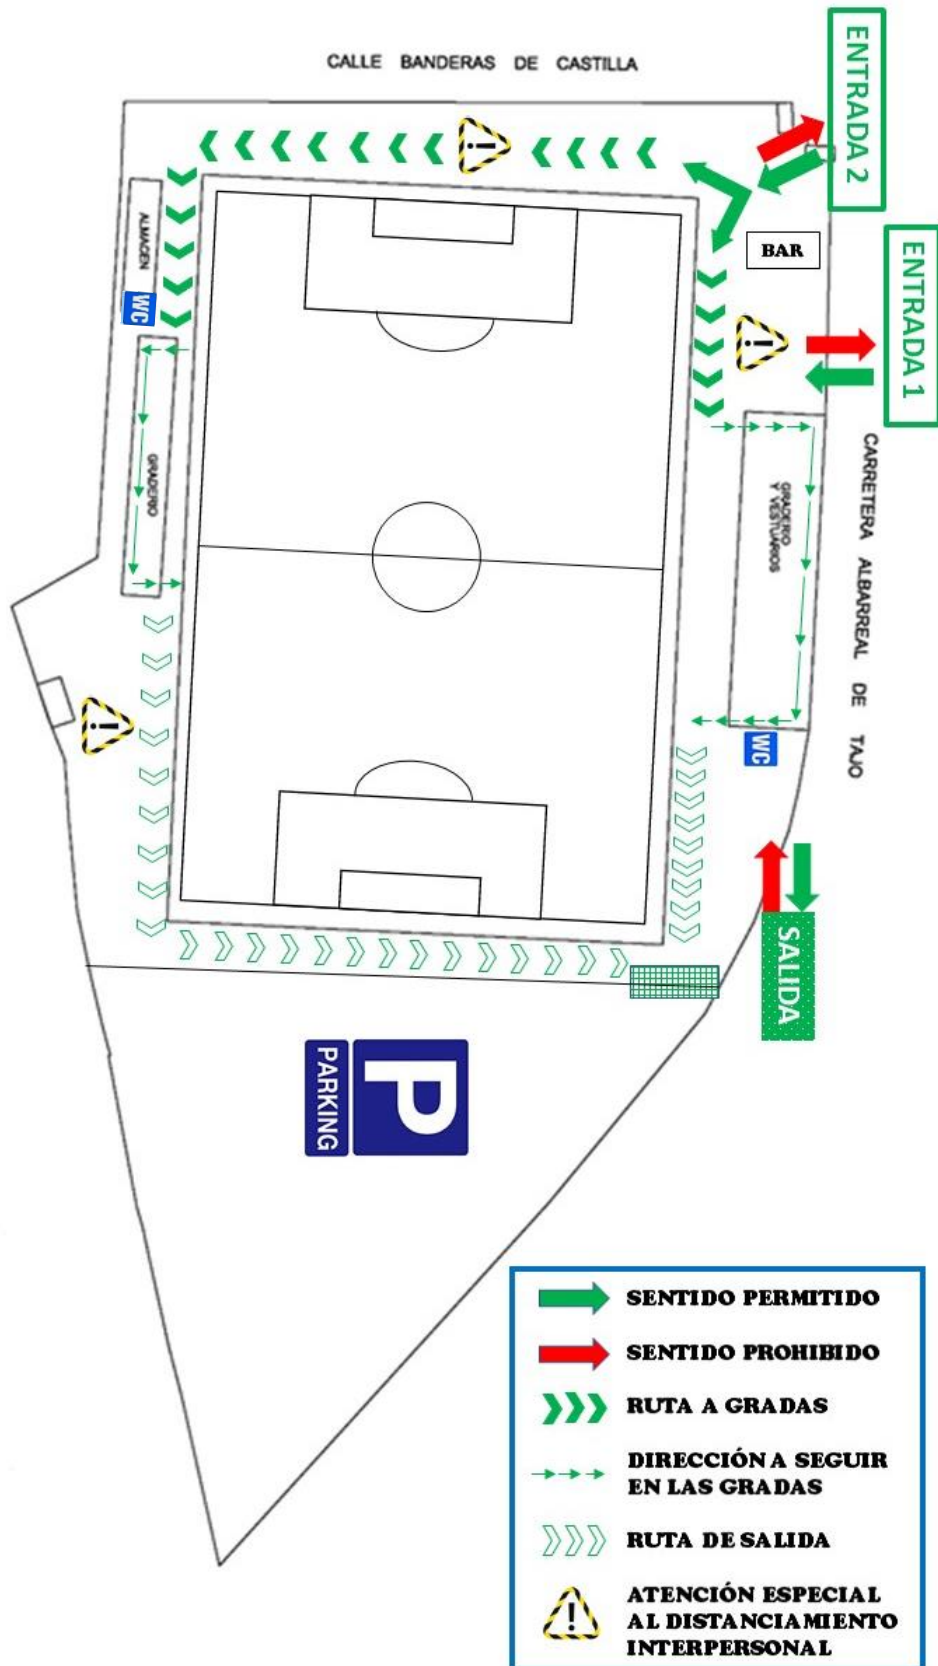 CALLE BANDERAS DE CASTILLA
ENTRADA 2
BAR
ENTRADA 1
ALMACEN
WC
GRADERIO
GRADERIO
Y VESTUARIOS
CARRETERA ALBARREAL DE TAJO
WC
SALIDA
P
PARKING
SENTIDO PERMITIDO
SENTIDO PROHIBIDO
RUTA A GRADAS
DIRECCIÓN A SEGUIR
EN LAS GRADAS
RUTA DE SALIDA
ATENCIÓN ESPECIAL
AL DISTANCIAMIENTO
INTERPERSONAL